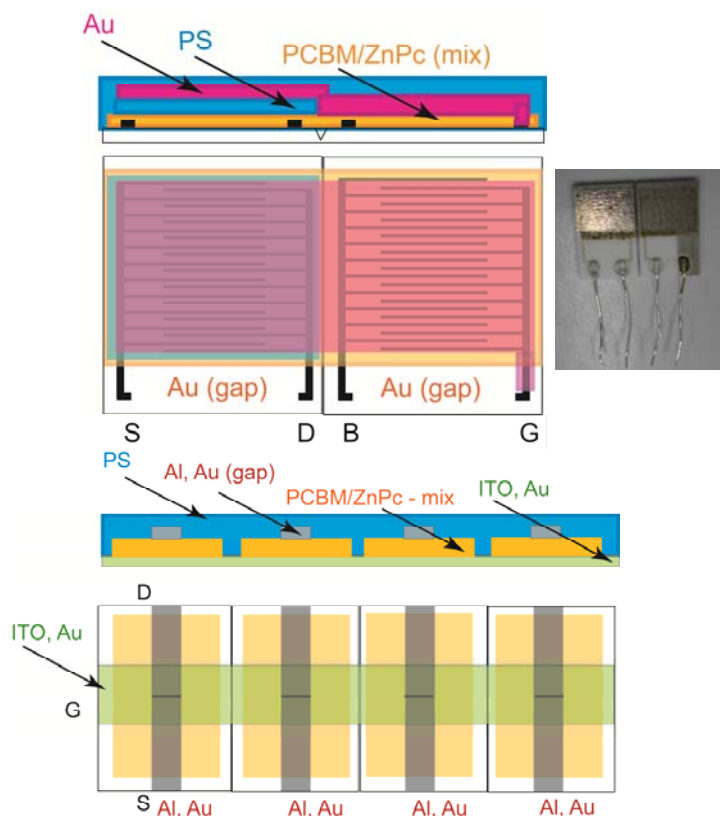 Au
PS
PCBM/ZnPc (mix)
Au (gap)
Au (gap)
S
D
B
G
PS
Al, Au (gap)
PCBM/ZnPc - mix
ITO, Au
D
ITO, Au
G
S
Al, Au
Al, Au
Al, Au
Al, Au